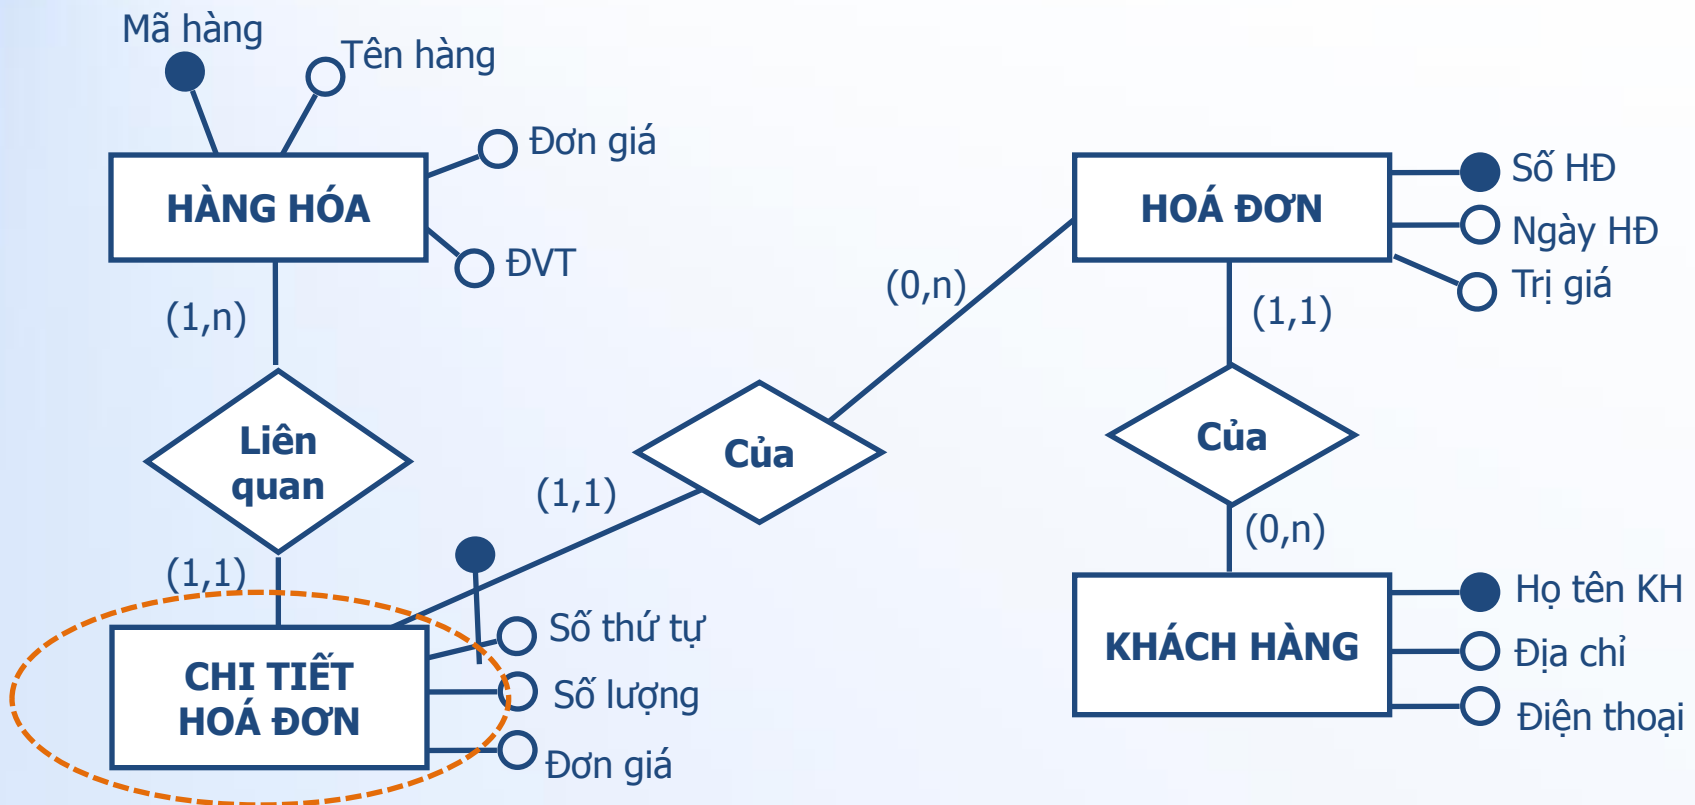 Mã hàng
Tên hàng
Đơn giá
HÀNG HÓA
ĐVT
(1,n)
Liên
quan
(1,1)
CHI TIẾT
HOÁ ĐƠN
Số thứ tự
Số lượng
Đơn giá
(1,1)
Của
(0,n)
HOÁ ĐƠN
Số HĐ
Ngày HĐ
Trị giá
(1,1)
Của
(0,n)
KHÁCH HÀNG
Họ tên KH
Địa chỉ
Điện thoại